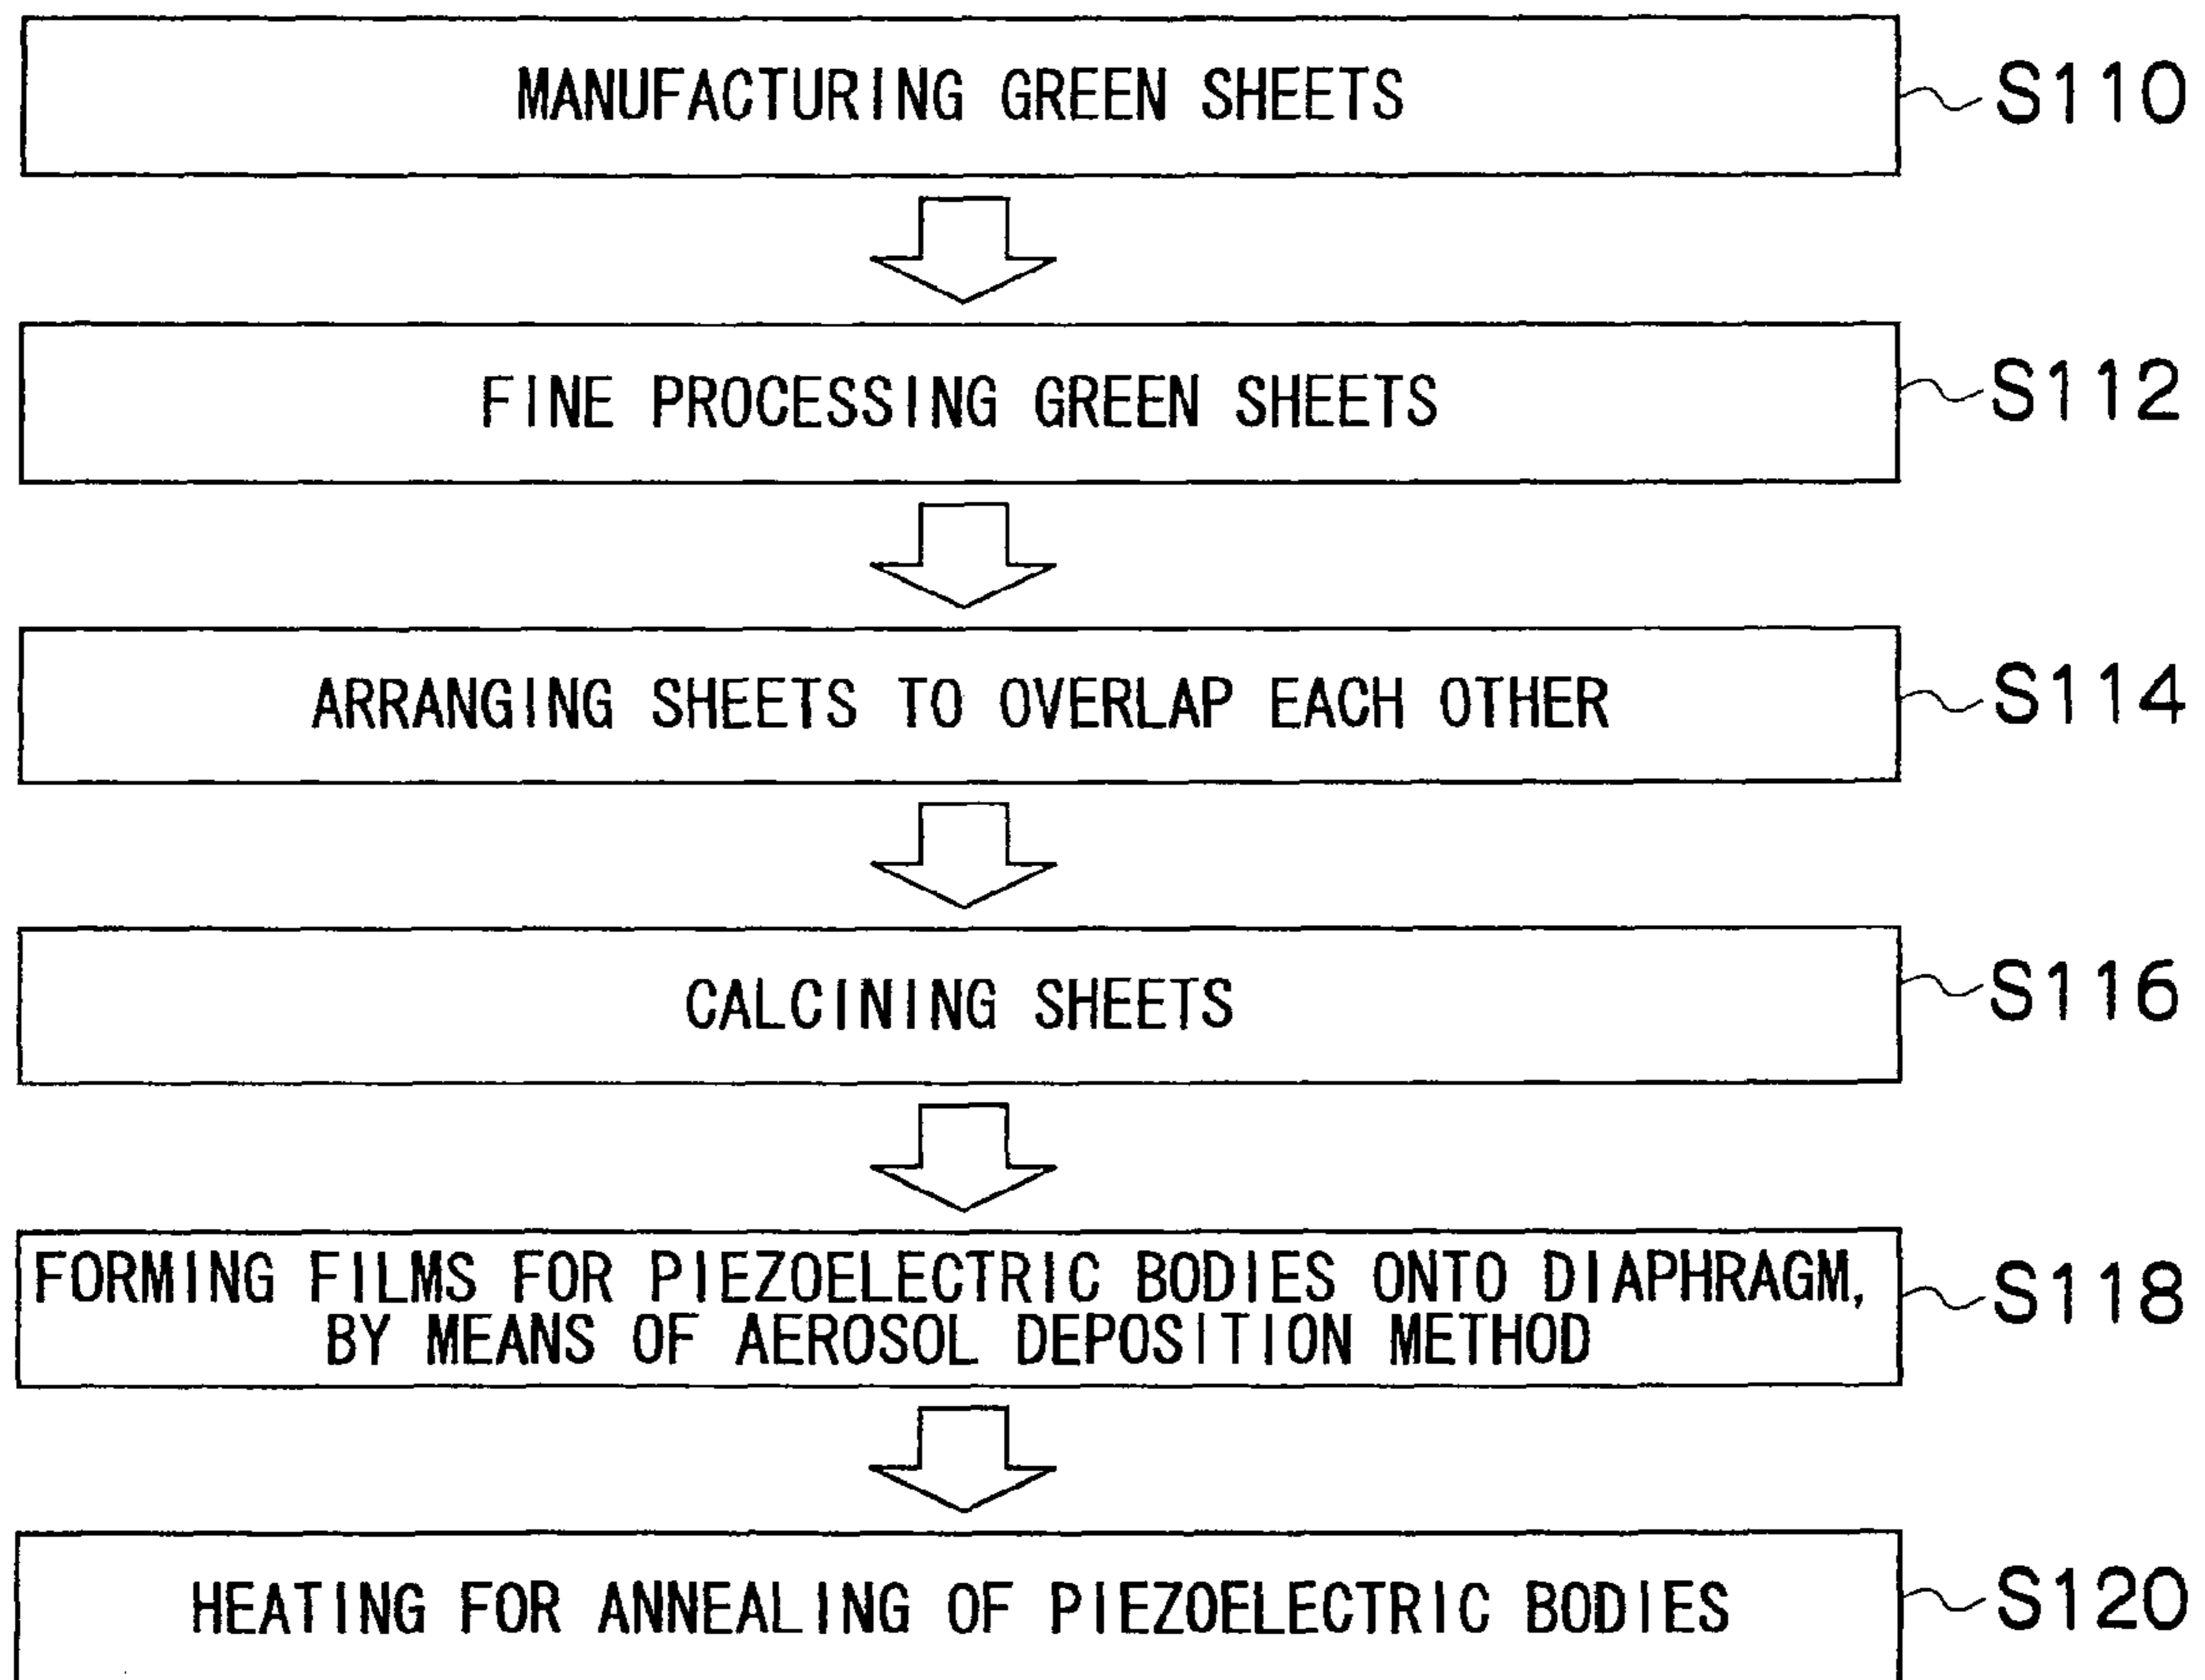 MANUFACTURING GREEN SHEETS
S110
FINE PROCESSING GREEN SHEETS
S112
ARRANGING SHEETS TO OVERLAP EACH OTHER
S114
CALCINING SHEETS
S116
FORMING FILMS FOR PIEZOELECTRIC BODIES ONTO DIAPHRAGM,
BY MEANS OF AEROSOL DEPOSITION METHOD
S118
HEATING FOR ANNEALING OF PIEZOELECTRIC BODIES
S120